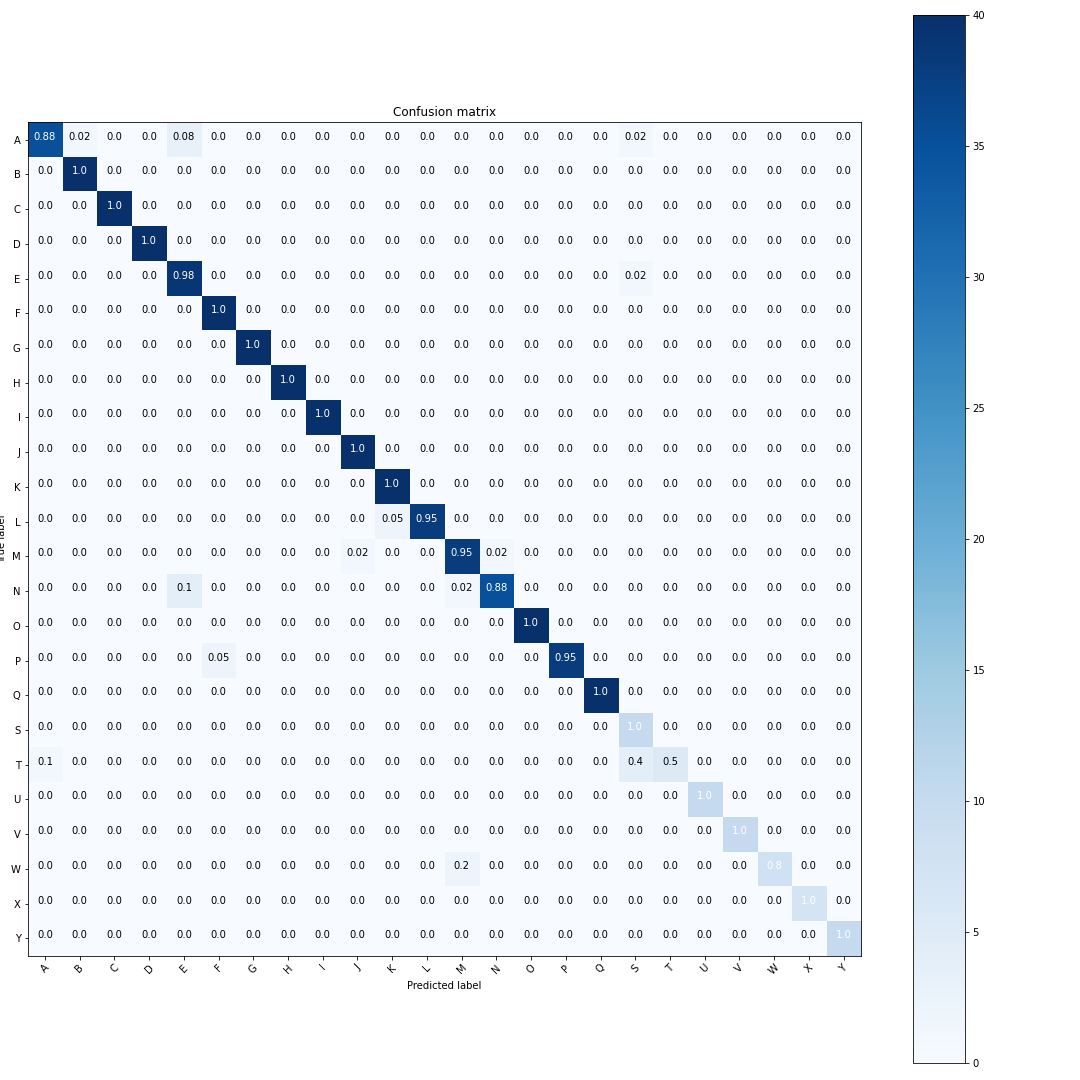 Confusion matrix
True label
A 0.88 0.02 0.0 0.0 0.08 0.0 0.0 0.0 0.0 0.0 0.0 0.0 0.0 0.0 0.0 0.0 0.0 0.02 0.0 0.0 0.0 0.0 0.0 0.0
B 0.0 1.0 0.0 0.0 0.0 0.0 0.0 0.0 0.0 0.0 0.0 0.0 0.0 0.0 0.0 0.0 0.0 0.0 0.0 0.0 0.0 0.0 0.0 0.0
C 0.0 0.0 1.0 0.0 0.0 0.0 0.0 0.0 0.0 0.0 0.0 0.0 0.0 0.0 0.0 0.0 0.0 0.0 0.0 0.0 0.0 0.0 0.0 0.0
D 0.0 0.0 0.0 1.0 0.0 0.0 0.0 0.0 0.0 0.0 0.0 0.0 0.0 0.0 0.0 0.0 0.0 0.0 0.0 0.0 0.0 0.0 0.0 0.0
E 0.0 0.0 0.0 0.0 0.98 0.0 0.0 0.0 0.0 0.0 0.0 0.0 0.0 0.0 0.0 0.0 0.0 0.02 0.0 0.0 0.0 0.0 0.0 0.0
F 0.0 0.0 0.0 0.0 0.0 1.0 0.0 0.0 0.0 0.0 0.0 0.0 0.0 0.0 0.0 0.0 0.0 0.0 0.0 0.0 0.0 0.0 0.0 0.0
G 0.0 0.0 0.0 0.0 0.0 0.0 1.0 0.0 0.0 0.0 0.0 0.0 0.0 0.0 0.0 0.0 0.0 0.0 0.0 0.0 0.0 0.0 0.0 0.0
H 0.0 0.0 0.0 0.0 0.0 0.0 0.0 1.0 0.0 0.0 0.0 0.0 0.0 0.0 0.0 0.0 0.0 0.0 0.0 0.0 0.0 0.0 0.0 0.0
I 0.0 0.0 0.0 0.0 0.0 0.0 0.0 0.0 1.0 0.0 0.0 0.0 0.0 0.0 0.0 0.0 0.0 0.0 0.0 0.0 0.0 0.0 0.0 0.0
J 0.0 0.0 0.0 0.0 0.0 0.0 0.0 0.0 0.0 1.0 0.0 0.0 0.0 0.0 0.0 0.0 0.0 0.0 0.0 0.0 0.0 0.0 0.0 0.0
K 0.0 0.0 0.0 0.0 0.0 0.0 0.0 0.0 0.0 0.0 1.0 0.0 0.0 0.0 0.0 0.0 0.0 0.0 0.0 0.0 0.0 0.0 0.0 0.0
L 0.0 0.0 0.0 0.0 0.0 0.0 0.0 0.0 0.0 0.0 0.05 0.95 0.0 0.0 0.0 0.0 0.0 0.0 0.0 0.0 0.0 0.0 0.0 0.0
M 0.0 0.0 0.0 0.0 0.0 0.0 0.0 0.0 0.0 0.02 0.0 0.0 0.95 0.02 0.0 0.0 0.0 0.0 0.0 0.0 0.0 0.0 0.0 0.0
N 0.0 0.0 0.0 0.0 0.1 0.0 0.0 0.0 0.0 0.0 0.0 0.0 0.02 0.88 0.0 0.0 0.0 0.0 0.0 0.0 0.0 0.0 0.0 0.0
O 0.0 0.0 0.0 0.0 0.0 0.0 0.0 0.0 0.0 0.0 0.0 0.0 0.0 0.0 1.0 0.0 0.0 0.0 0.0 0.0 0.0 0.0 0.0 0.0
P 0.0 0.0 0.0 0.0 0.0 0.05 0.0 0.0 0.0 0.0 0.0 0.0 0.0 0.0 0.0 0.95 0.0 0.0 0.0 0.0 0.0 0.0 0.0 0.0
Q 0.0 0.0 0.0 0.0 0.0 0.0 0.0 0.0 0.0 0.0 0.0 0.0 0.0 0.0 0.0 0.0 1.0 0.0 0.0 0.0 0.0 0.0 0.0 0.0
S 0.0 0.0 0.0 0.0 0.0 0.0 0.0 0.0 0.0 0.0 0.0 0.0 0.0 0.0 0.0 0.0 0.0 1.0 0.0 0.0 0.0 0.0 0.0 0.0
T 0.1 0.0 0.0 0.0 0.0 0.0 0.0 0.0 0.0 0.0 0.0 0.0 0.0 0.0 0.0 0.0 0.0 0.4 0.5 0.0 0.0 0.0 0.0 0.0
U 0.0 0.0 0.0 0.0 0.0 0.0 0.0 0.0 0.0 0.0 0.0 0.0 0.0 0.0 0.0 0.0 0.0 0.0 0.0 1.0 0.0 0.0 0.0 0.0
V 0.0 0.0 0.0 0.0 0.0 0.0 0.0 0.0 0.0 0.0 0.0 0.0 0.0 0.0 0.0 0.0 0.0 0.0 0.0 0.0 1.0 0.0 0.0 0.0
W 0.0 0.0 0.0 0.0 0.0 0.0 0.0 0.0 0.0 0.0 0.0 0.0 0.2 0.0 0.0 0.0 0.0 0.0 0.0 0.0 0.0 0.8 0.0 0.0
X 0.0 0.0 0.0 0.0 0.0 0.0 0.0 0.0 0.0 0.0 0.0 0.0 0.0 0.0 0.0 0.0 0.0 0.0 0.0 0.0 0.0 0.0 1.0 0.0
Y 0.0 0.0 0.0 0.0 0.0 0.0 0.0 0.0 0.0 0.0 0.0 0.0 0.0 0.0 0.0 0.0 0.0 0.0 0.0 0.0 0.0 0.0 0.0 1.0
A B C D E F G H I J K L M N O P Q S T U V W X Y
Predicted label
40
35
30
25
20
15
10
5
0